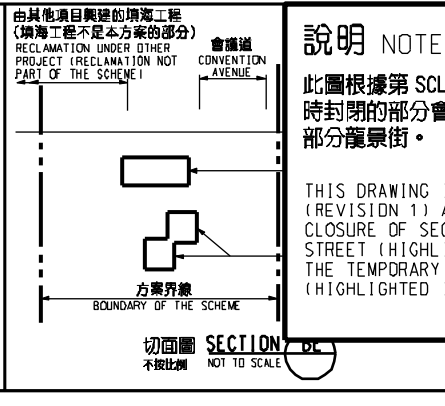 由其他項目興建的填海工程
(填海工程不是本方案的部分)
RECLAMATION UNDER OTHER
PROJECT (RECLAMATION NOT
PART OF THE SCHEME)
會議道
CONVENTION
AVENUE
方案界線
BOUNDARY OF THE SCHEME
切面圖 SECTION
不按比例 NOT TO SCALE
BE
說明 NOTE
此圖根據第 SCL
時封閉的部分會
部分龍景街。
THIS DRAWING
(REVISION 1) A
CLOSURE OF SEC
STREET (HIGHLI
THE TEMPORARY
(HIGHLIGHTED